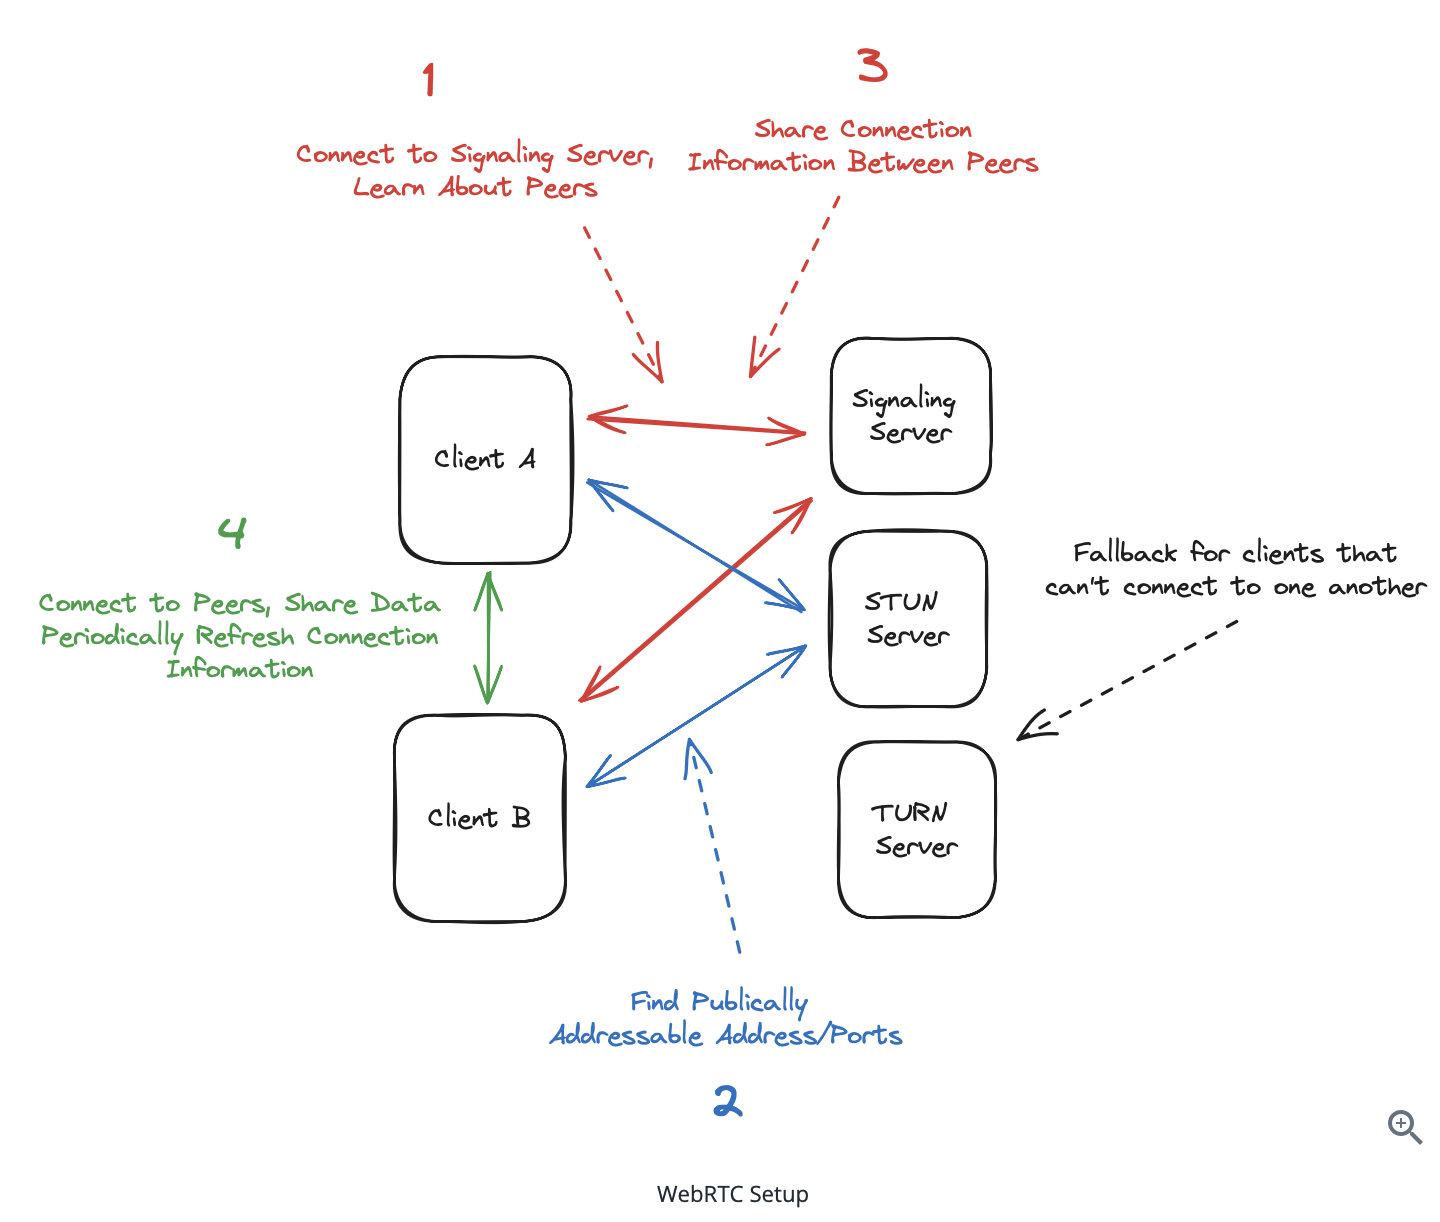 1
Connect to Signaling Server,
Learn About Peers
3
Share Connection
Information Between Peers
Client A
Signaling
Server
4
Connect to Peers, Share Data
Periodically Refresh Connection
Information
STUN
Server
Fallback for clients that
can't connect to one another
Client B
TURN
Server
Find Publically
Addressable Address/Ports
2
WebRTC Setup